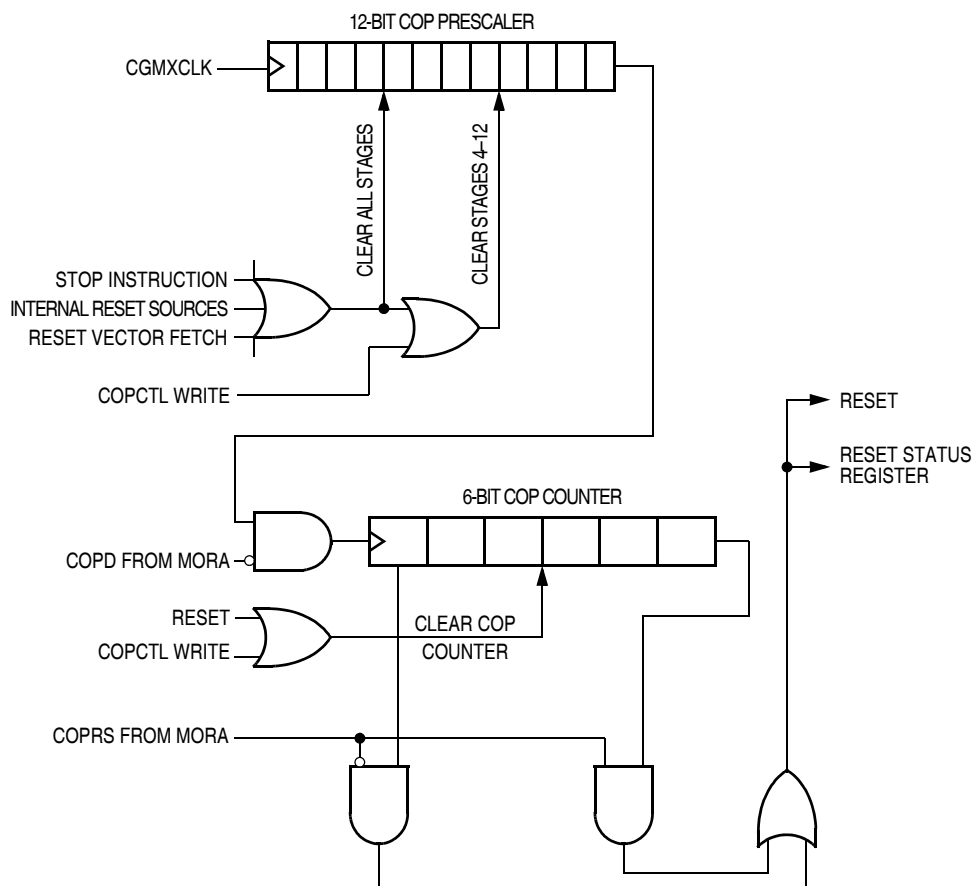 12-BIT COP PRESCALER
CGMXCLK
CLEAR ALL STAGES
CLEAR STAGES 4–12
STOP INSTRUCTION
INTERNAL RESET SOURCES
RESET VECTOR FETCH
COPCTL WRITE
RESET
RESET STATUS
REGISTER
6-BIT COP COUNTER
COPD FROM MORA
RESET
COPCTL WRITE
CLEAR COP
COUNTER
COPRS FROM MORA